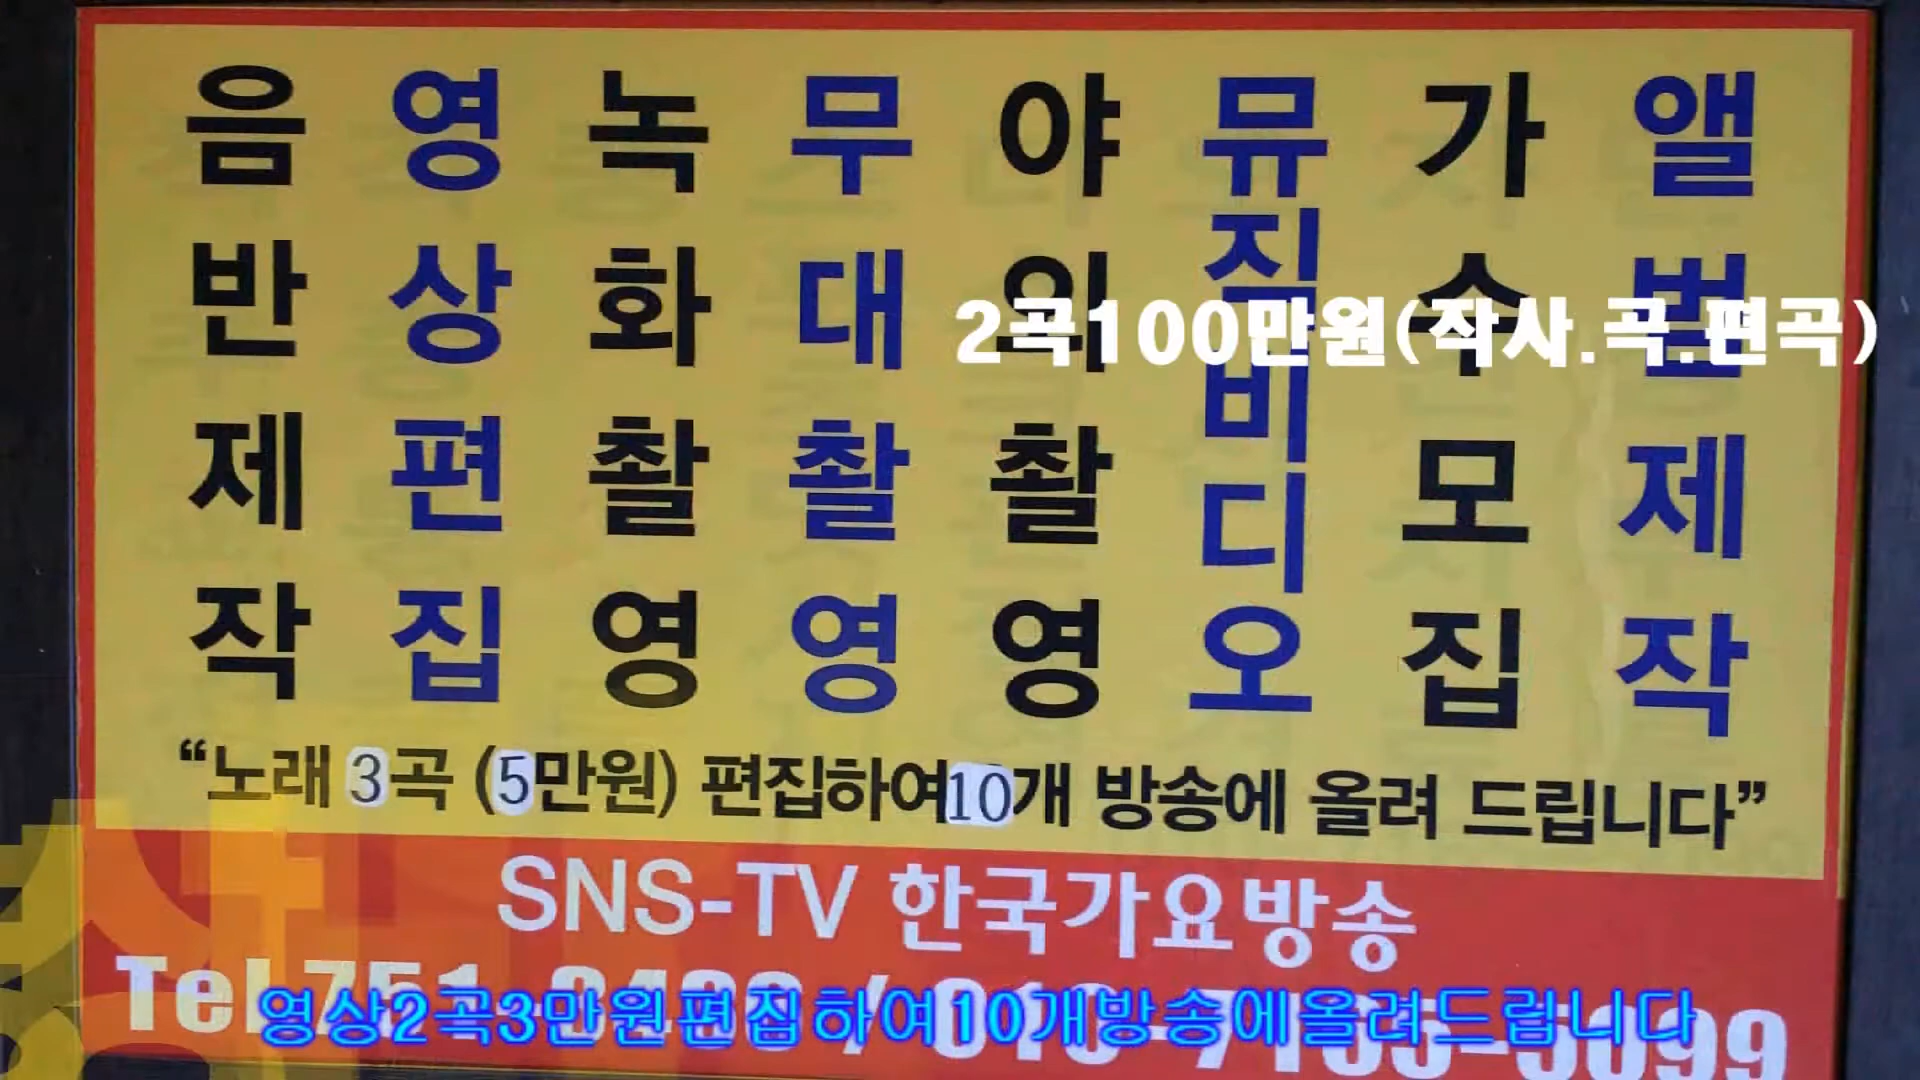 음반제작
영상편집
녹화촬영
무대촬영
야외촬영
뮤직비디오
가수모집
앨범제작
2곡100만원(작사.곡.편곡)
“노래 3곡 (5만원) 편집하여10개 방송에 올려 드립니다”
SNS-TV 한국가요방송
Tel
영상2곡3만원편집하여10개방송에올려드립니다